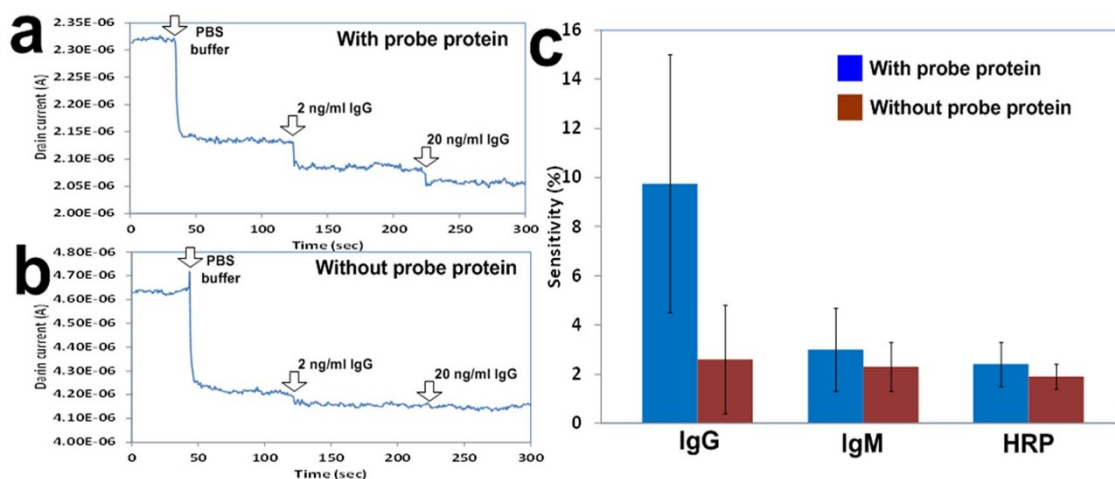 a
With probe protein
PBS
buffer
2 ng/ml IgG
20 ng/ml IgG
Drain current (A)
2.35E-06
2.30E-06
2.25E-06
2.20E-06
2.15E-06
2.10E-06
2.05E-06
2.00E-06
0 50 100 150 200 250 300
Time (sec)
b
Without probe protein
PBS
buffer
2 ng/ml IgG
20 ng/ml IgG
Darin current (A)
4.80E-06
4.70E-06
4.60E-06
4.50E-06
4.40E-06
4.30E-06
4.20E-06
4.10E-06
4.00E-06
0 50 100 150 200 250 300
Time (sec)
c
With probe protein
Without probe protein
Sensitivity (%)
16
14
12
10
8
6
4
2
0
IgG IgM HRP